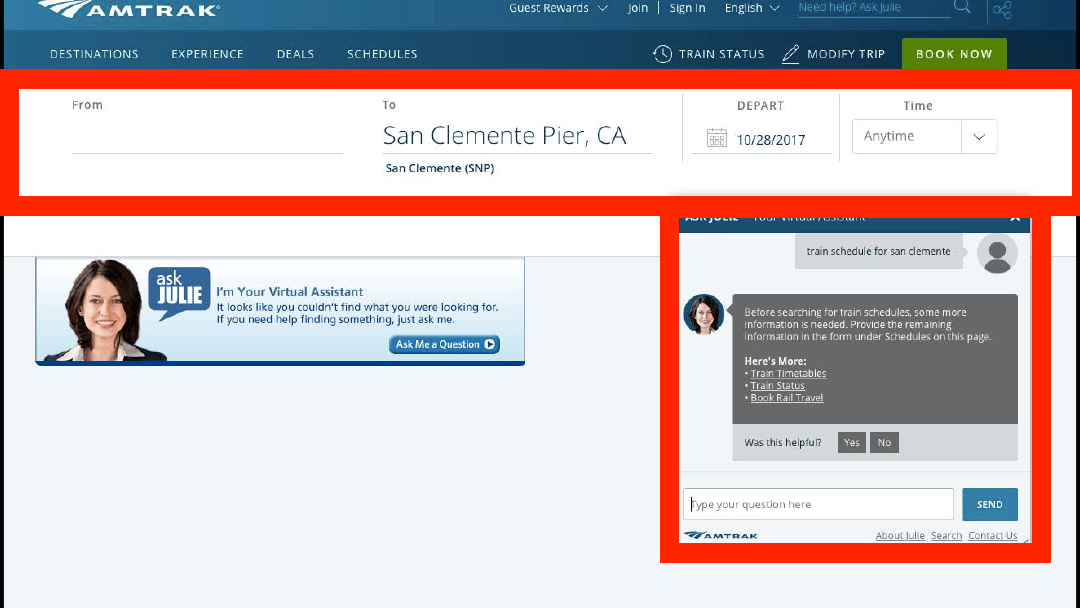 AMTRAK
Guest Rewards
Join
Sign In
English
Need help? Ask Julie
DESTINATIONS
EXPERIENCE
DEALS
SCHEDULES
TRAIN STATUS
MODIFY TRIP
BOOK NOW
From
To
San Clemente Pier, CA
San Clemente (SNP)
DEPART
10/28/2017
Time
Anytime
ask
JULIE
I'm Your Virtual Assistant
It looks like you couldn't find what you were looking for.
If you need help finding something, just ask me.
Ask Me a Question
ASK JULIE
Your Virtual Assistant
train schedule for san clemente
Before searching for train schedules, some more
information is needed. Provide the remaining
information in the form under Schedules on this page.
Here's More:
• Train Timetables
• Train Status
• Book Rail Travel
Was this helpful?
Yes
No
Type your question here
SEND
AMTRAK
About Julie
Search
Contact Us